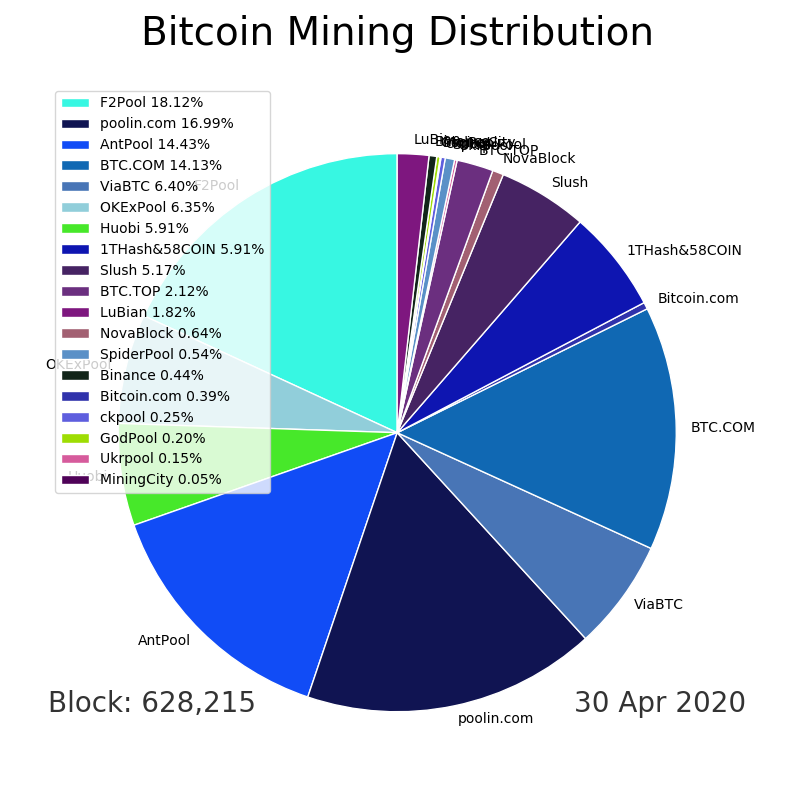 Bitcoin Mining Distribution
F2Pool 18.12%
poolin.com 16.99%
AntPool 14.43%
BTC.COM 14.13%
ViaBTC 6.40%
OKExPool 6.35%
Huobi 5.91%
1THash&58COIN 5.91%
Slush 5.17%
BTC.TOP 2.12%
LuBian 1.82%
NovaBlock 0.64%
SpiderPool 0.54%
Binance 0.44%
Bitcoin.com 0.39%
ckpool 0.25%
GodPool 0.20%
Ukrpool 0.15%
MiningCity 0.05%
F2Pool
OKExPool
Huobi
AntPool
poolin.com
ViaBTC
BTC.COM
Bitcoin.com
1THash&58COIN
Slush
NovaBlock
BTC.TOP
LuBian
Block: 628,215
30 Apr 2020